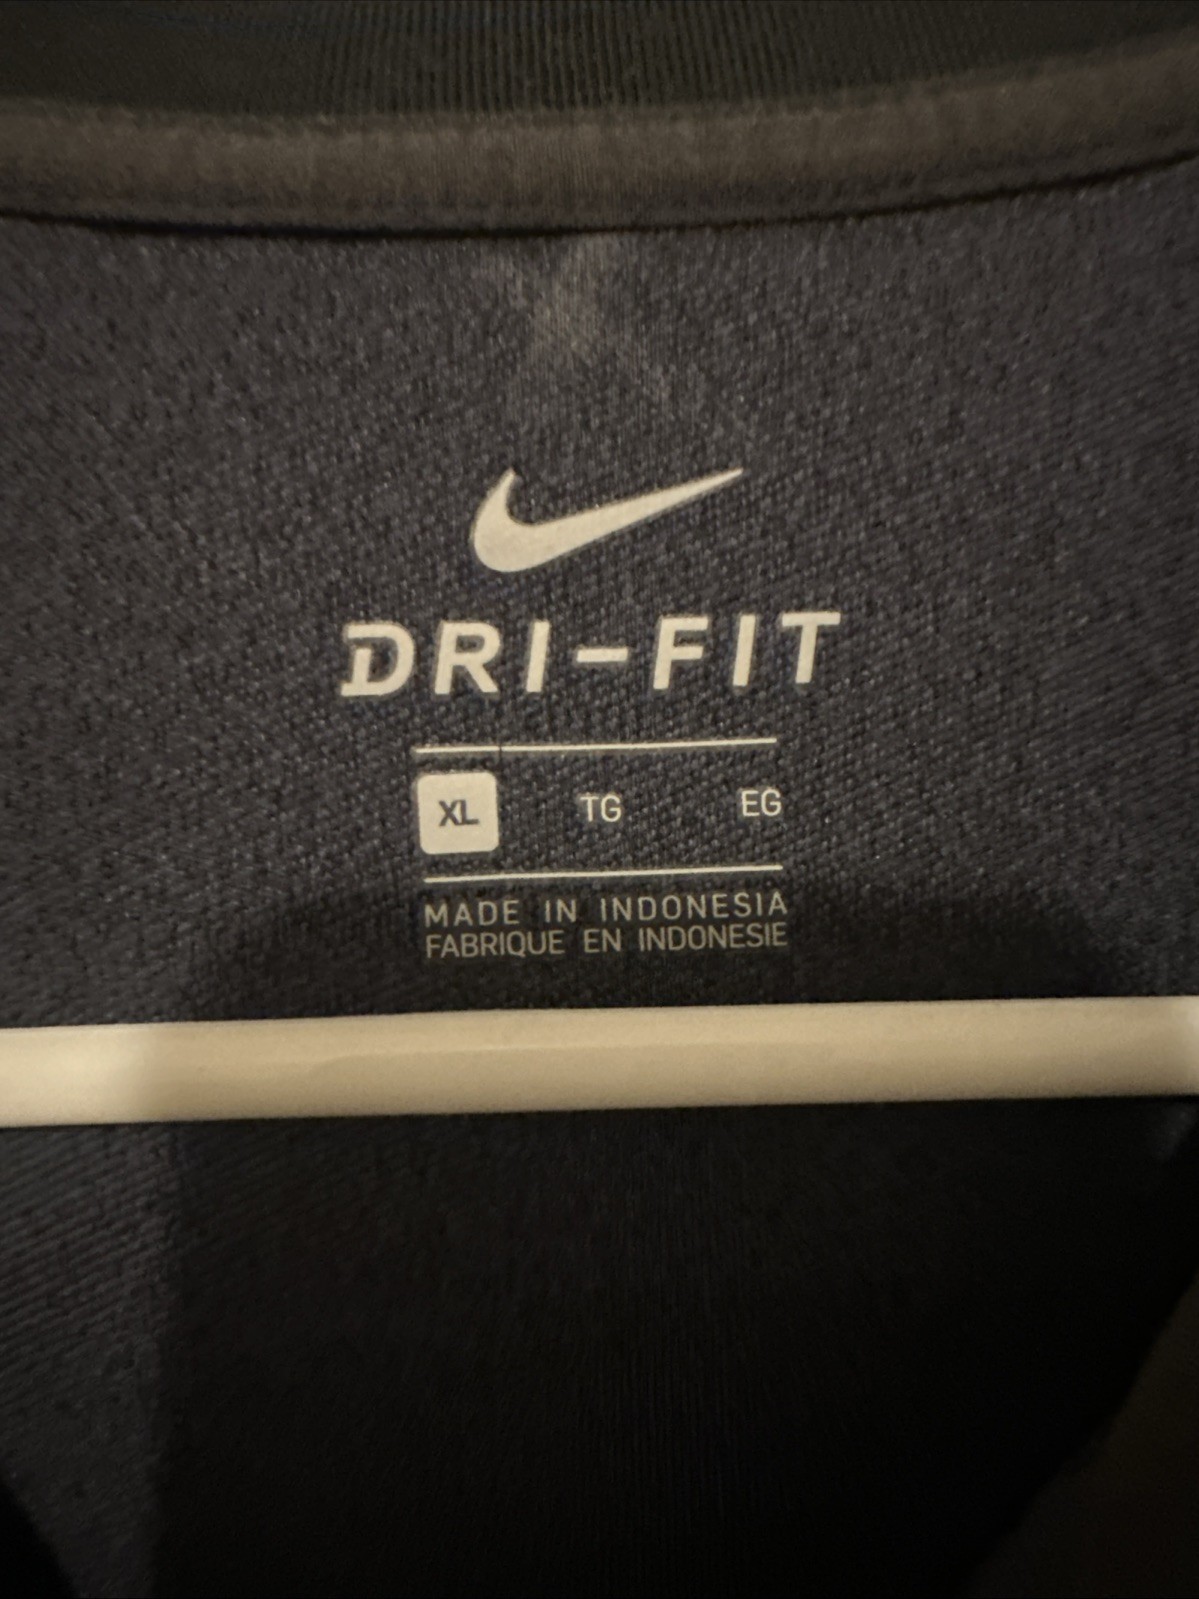 DRI-FIT
XL TG EG
MADE IN INDONESIA
FABRIQUE EN INDONESIE